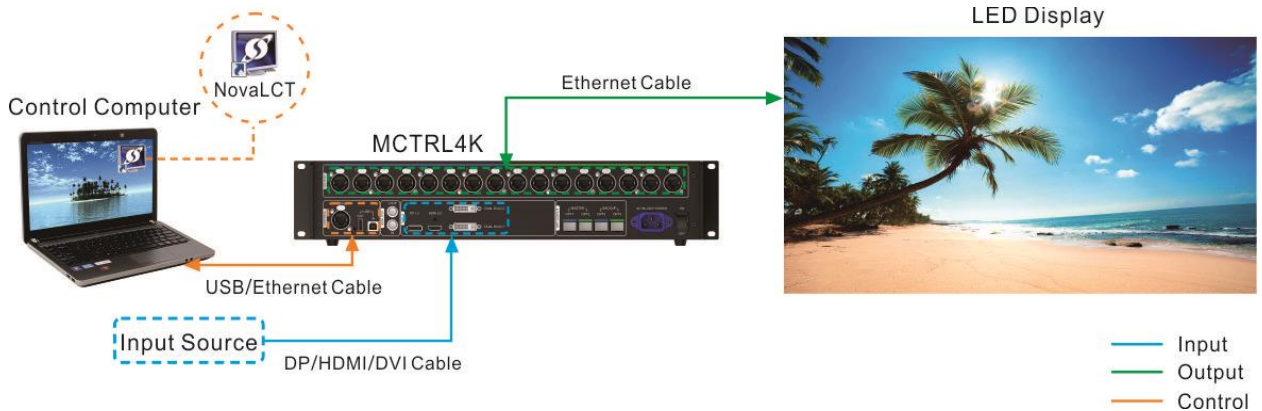 LED Display
NovaLCT
Control Computer
Ethernet Cable
MCTRL4K
USB/Ethernet Cable
Input Source
DP/HDMI/DVI Cable
Input
Output
Control